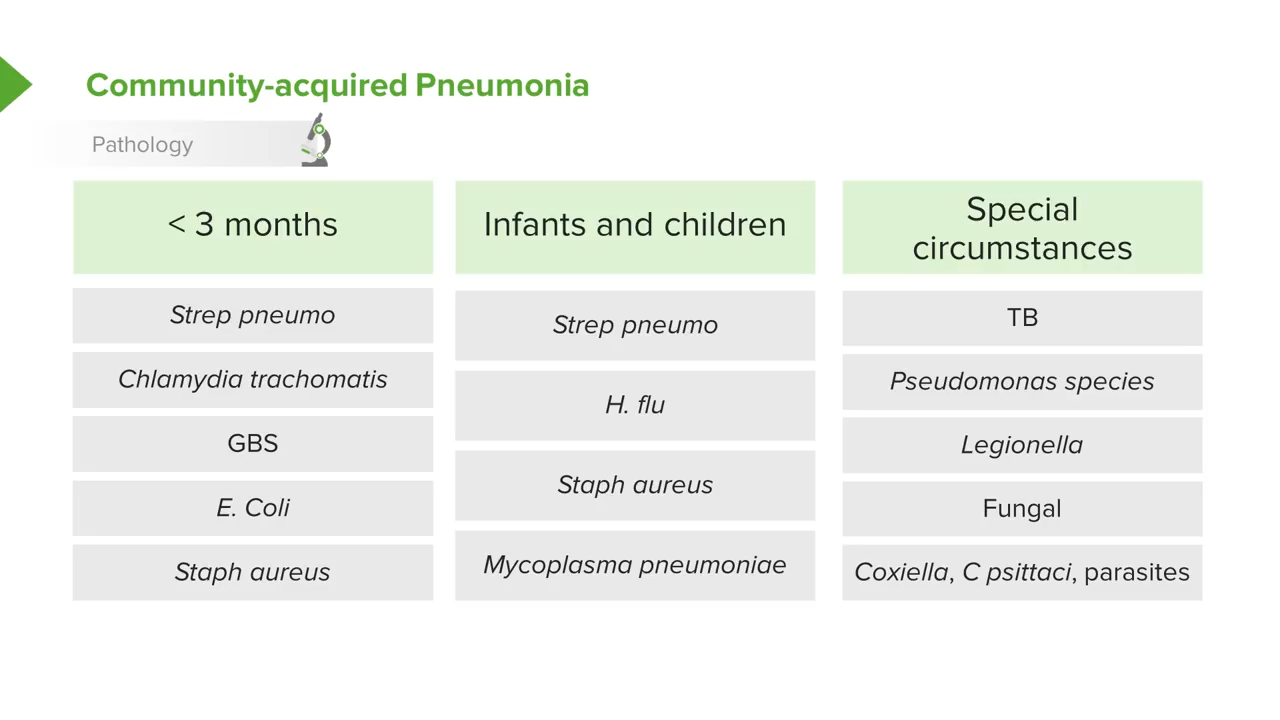 Community-acquired Pneumonia
Pathology
< 3 months
Strep pneumo
Chlamydia trachomatis
GBS
E. Coli
Staph aureus
Infants and children
Strep pneumo
H. flu
Staph aureus
Mycoplasma pneumoniae
Special
circumstances
TB
Pseudomonas species
Legionella
Fungal
Coxiella, C psittaci, parasites